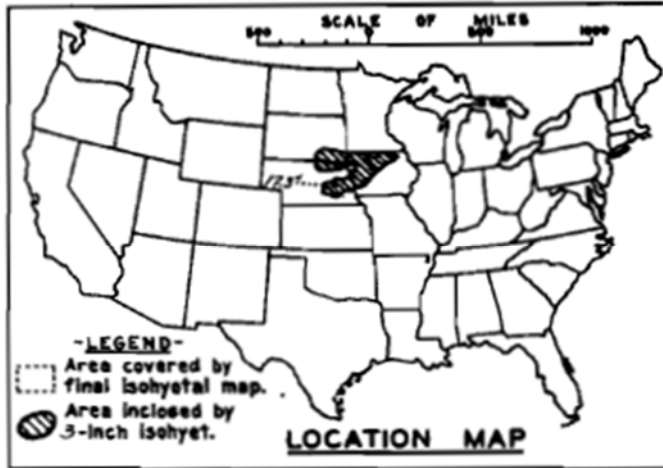 SCALE OF MILES
500 0 500 1000
-LEGEND-
Area covered by
final isohyetal map.
Area inclosed by
3-inch isohyet.
LOCATION MAP